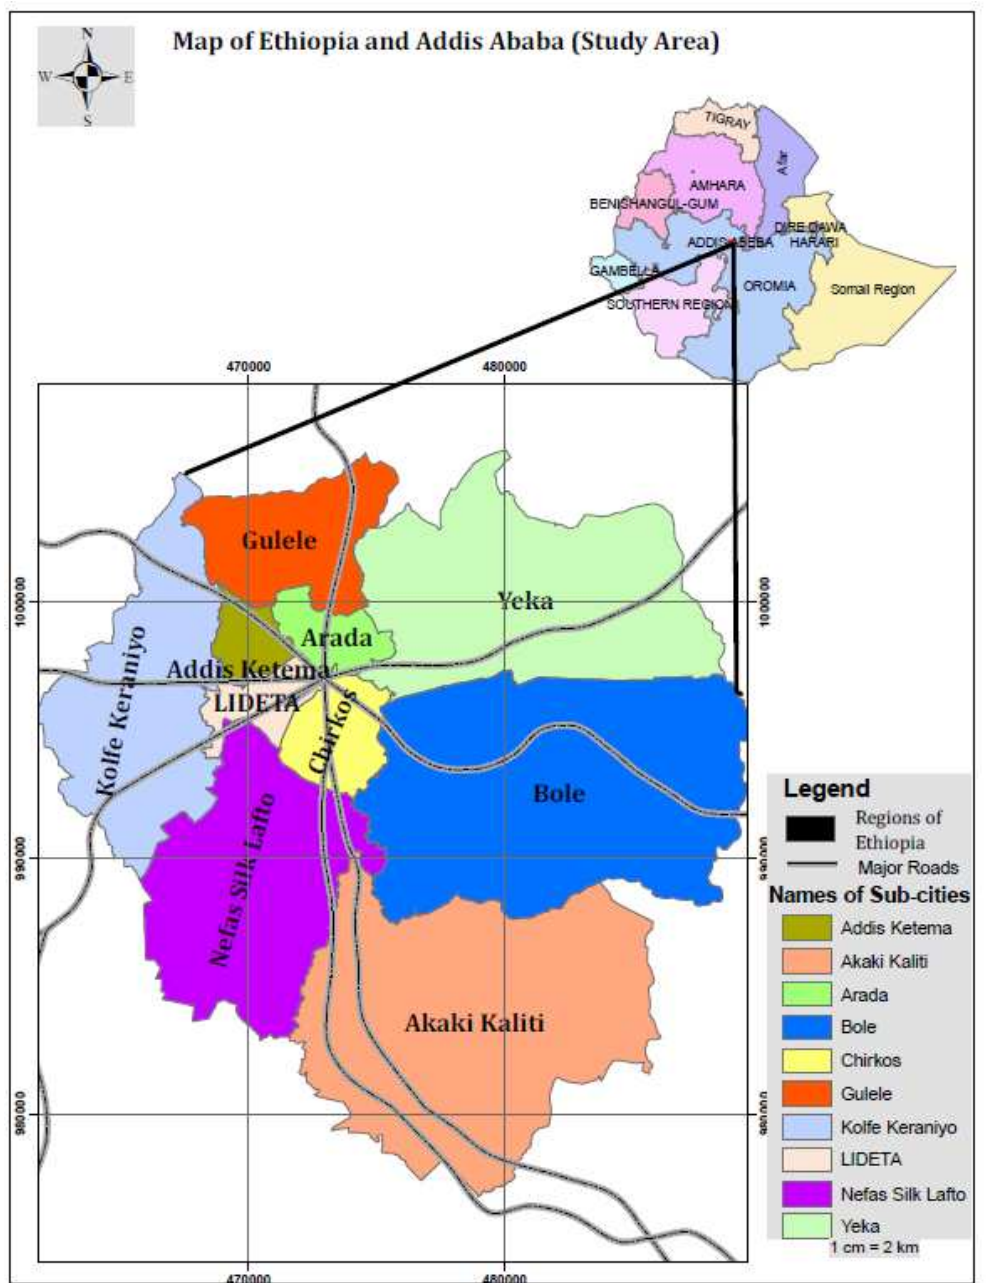 Map of Ethiopia and Addis Ababa (Study Area)
N
W
E
S
TIGRAY
Afar
AMHARA
BENISHANGUL-GUM
DIRE DAWA
ADDIS ABEBA
HARARI
GAMBELLA
OROMIA
Somali Region
SOUTHERN REGION
470000
480000
Gulele
Yeka
1000000
1000000
Arada
Addis Ketema
Kolfe Keraniyo
LIDETA
Chirkos
Bole
Nefas Silk Lafto
990000
990000
Akaki Kaliti
980000
980000
470000
480000
Legend
Regions of
Ethiopia
Major Roads
Names of Sub-cities
Addis Ketema
Akaki Kaliti
Arada
Bole
Chirkos
Gulele
Kolfe Keraniyo
LIDETA
Nefas Silk Lafto
Yeka
1 cm = 2 km